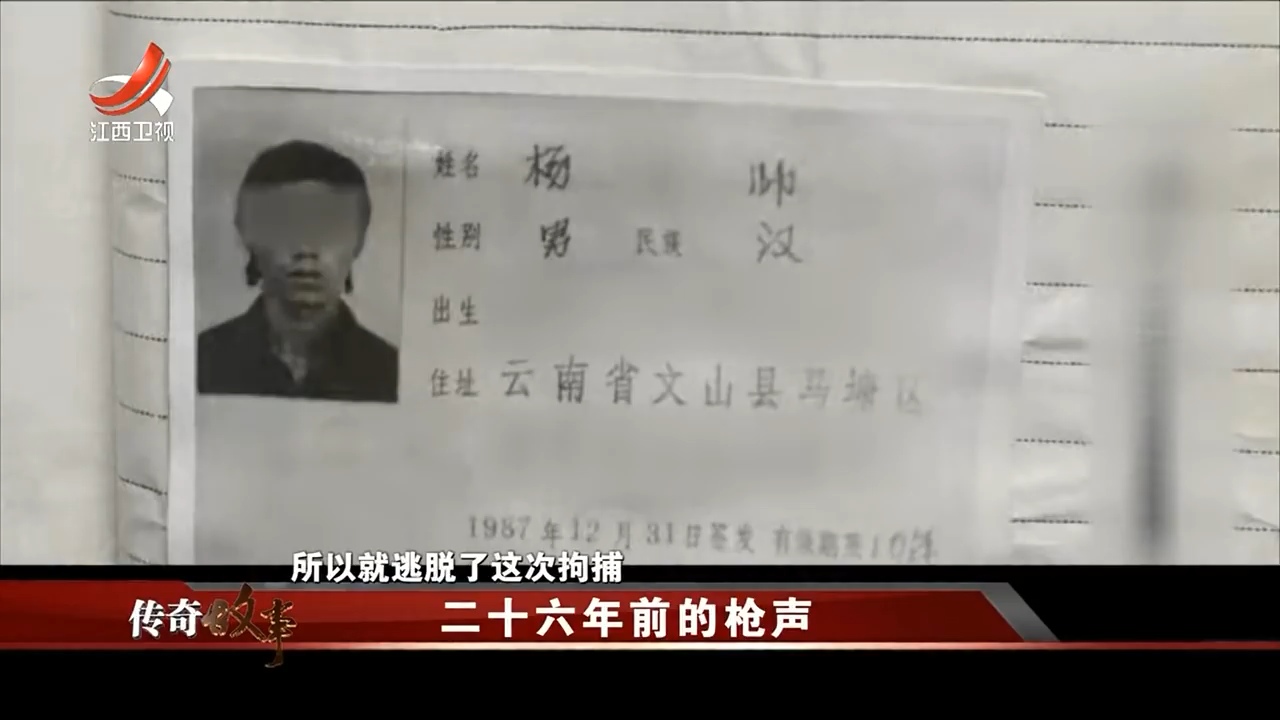 江西卫视
姓名 杨 帅
性别 男 民族 汉
出生
住址 云南省文山县马塘区
1987年12月31日签发 有效期至10年
所以就逃脱了这次拘捕
传奇故事
二十六年前的枪声